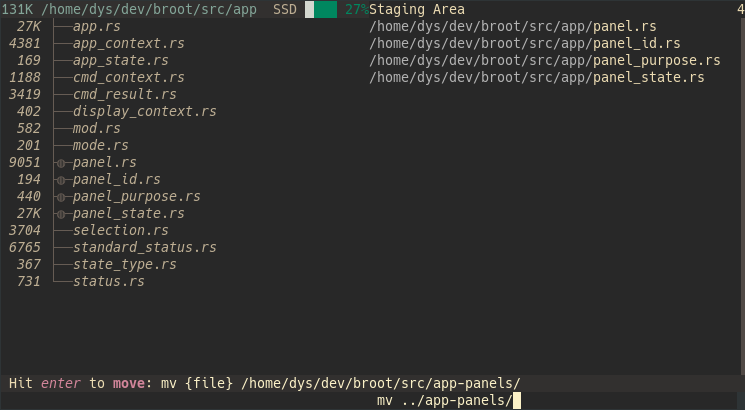 131K /home/dys/dev/broot/src/app SSD 27%
27K app.rs
4381 app_context.rs
169 app_state.rs
1188 cmd_context.rs
3419 cmd_result.rs
402 display_context.rs
582 mod.rs
201 mode.rs
9051 panel.rs
194 panel_id.rs
440 panel_purpose.rs
27K panel_state.rs
3704 selection.rs
6765 standard_status.rs
367 state_type.rs
731 status.rs
Staging Area 4
/home/dys/dev/broot/src/app/panel.rs
/home/dys/dev/broot/src/app/panel_id.rs
/home/dys/dev/broot/src/app/panel_purpose.rs
/home/dys/dev/broot/src/app/panel_state.rs
Hit enter to move: mv {file} /home/dys/dev/broot/src/app-panels/
mv ../app-panels/